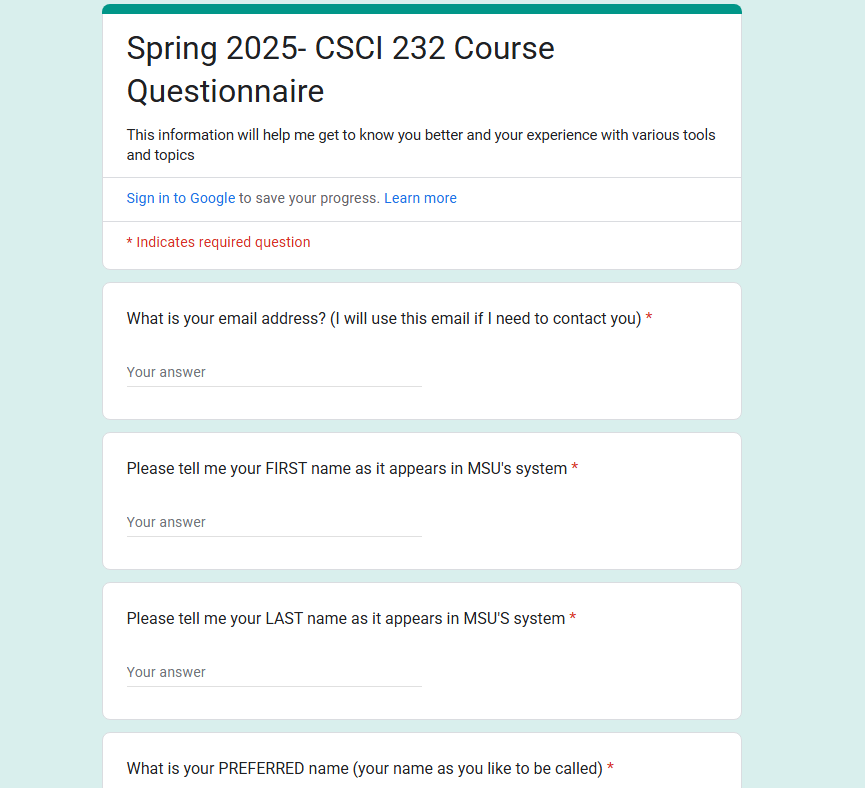 Spring 2025- CSCI 232 Course
Questionnaire
This information will help me get to know you better and your experience with various tools
and topics
Sign in to Google to save your progress. Learn more
* Indicates required question
What is your email address? (I will use this email if I need to contact you) *
Your answer
Please tell me your FIRST name as it appears in MSU's system *
Your answer
Please tell me your LAST name as it appears in MSU'S system *
Your answer
What is your PREFERRED name (your name as you like to be called) *